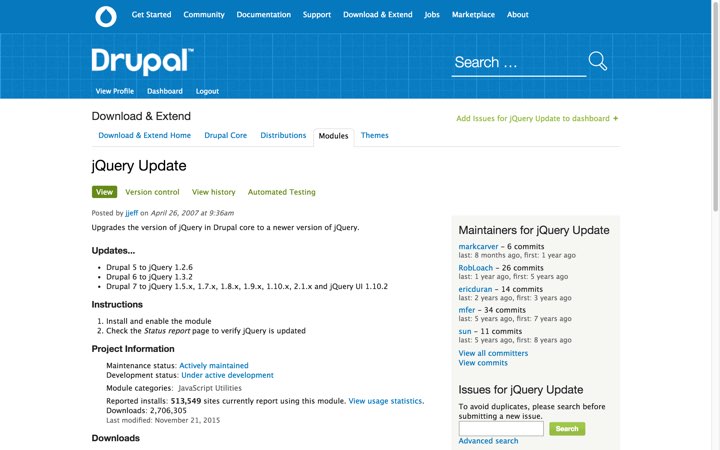 Get Started Community Documentation Support Download & Extend Jobs Marketplace About
Drupal™
Search ...
View Profile Dashboard Logout
Download & Extend
Add Issues for jQuery Update to dashboard +
Download & Extend Home Drupal Core Distributions Modules Themes
jQuery Update
View Version control View history Automated Testing
Posted by jjeff on April 26, 2007 at 9:36am
Upgrades the version of jQuery in Drupal core to a newer version of jQuery.
Updates...
• Drupal 5 to jQuery 1.2.6
• Drupal 6 to jQuery 1.3.2
• Drupal 7 to jQuery 1.5.x, 1.7.x, 1.8.x, 1.9.x, 1.10.x, 2.1.x and jQuery UI 1.10.2
Instructions
1. Install and enable the module
2. Check the Status report page to verify jQuery is updated
Project Information
Maintenance status: Actively maintained
Development status: Under active development
Module categories: JavaScript Utilities
Reported installs: 513,549 sites currently report using this module. View usage statistics.
Downloads: 2,706,305
Last modified: November 21, 2015
Downloads
Maintainers for jQuery Update
markcarver – 6 commits
last: 8 months ago, first: 1 year ago
RobLoach – 26 commits
last: 1 year ago, first: 5 years ago
ericduran – 14 commits
last: 2 years ago, first: 3 years ago
mfer – 34 commits
last: 5 years ago, first: 7 years ago
sun – 11 commits
last: 5 years ago, first: 8 years ago
View all committers
View commits
Issues for jQuery Update
To avoid duplicates, please search before
submitting a new issue.
Search
Advanced search